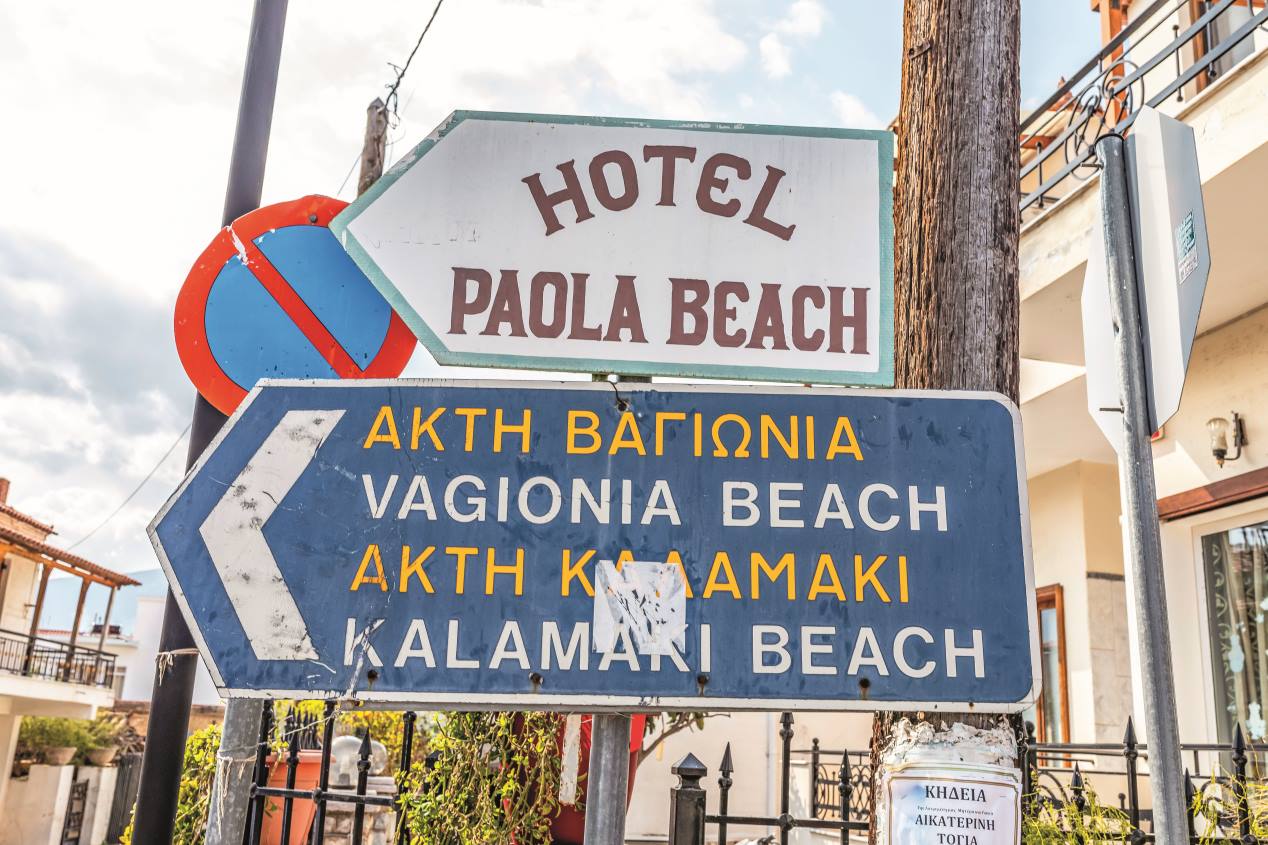 HOTEL
PAOLA BEACH
ΑΚΤΗ ΒΑΓΙΩΝΙΑ
VAGIONIA BEACH
ΑΚΤΗ ΚΑΛΑΜΑΚΙ
KALAMAKI BEACH
ΚΗΔΕΙΑ
ΑΙΚΑΤΕΡΙΝΗ
ΤΟΓΙΑ